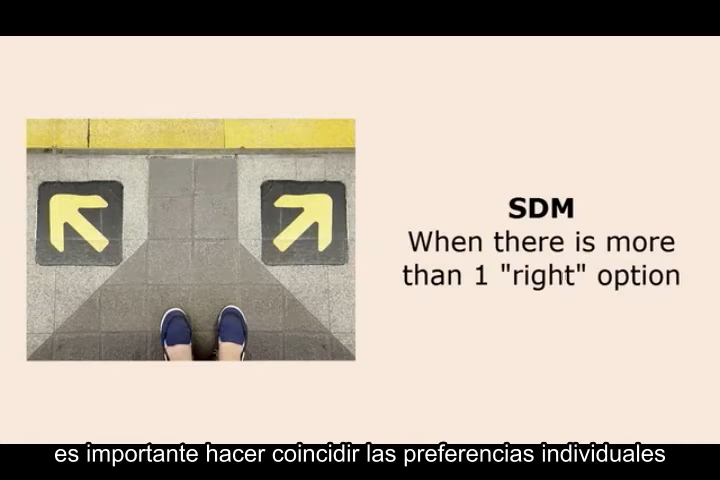 SDM
When there is more
than 1 "right" option
es importante hacer coincidir las preferencias individuales